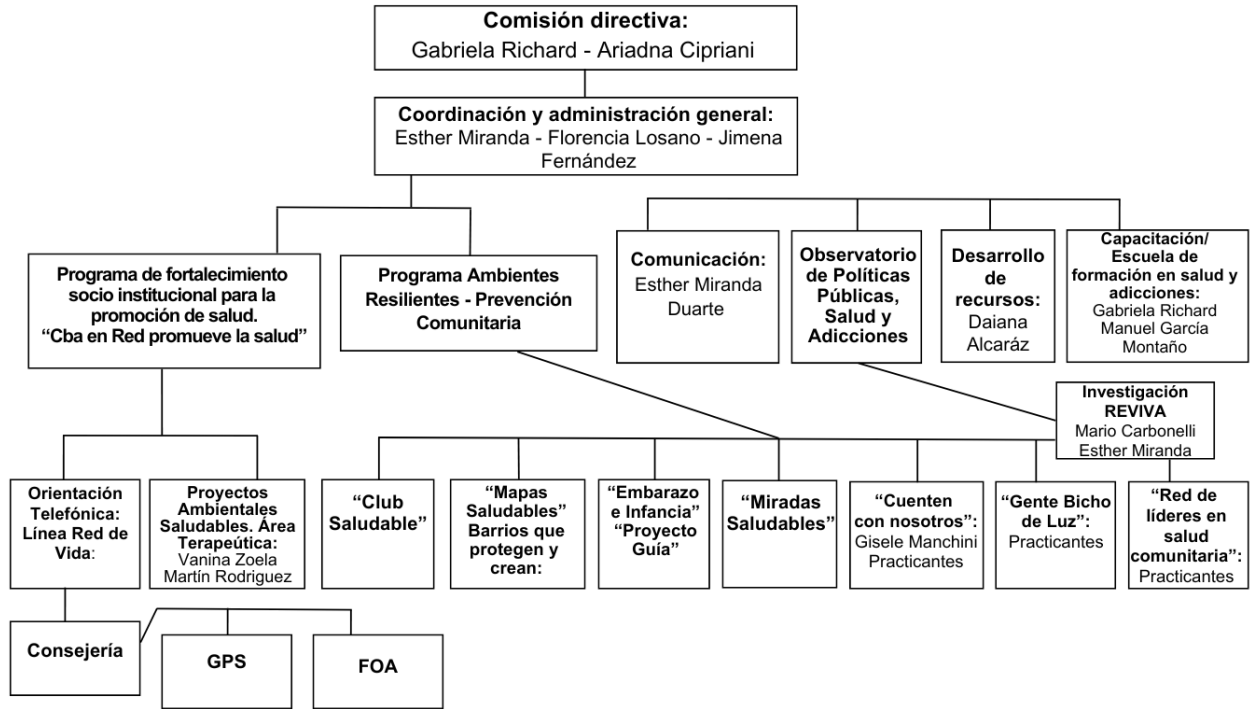 Comisión directiva:
Gabriela Richard - Ariadna Cipriani
Coordinación y administración general:
Esther Miranda - Florencia Losano - Jimena
Fernández
Programa de fortalecimiento
socio institucional para la
promoción de salud.
“Cba en Red promueve la salud”
Programa Ambientes
Resilientes - Prevención
Comunitaria.
Comunicación:
Esther Miranda
Duarte
Observatorio
de Políticas
Públicas,
Salud y
Adicciones
Desarrollo
de
recursos:
Daiana
Alcaráz
Capacitación/
Escuela de
formación en salud y
adicciones:
Gabriela Richard
Manuel García
Montaño
Investigación
REVIVA
Mario Carbonelli
Esther Miranda
Orientación
Telefónica:
Línea Red de
Vida:
Proyectos
Ambientales
Saludables. Área
Terapeútica:
Vanina Zoela
Martín Rodriguez
“Club
Saludable”
“Mapas
Saludables”
Barrios que
protegen y
crean:
“Embarazo
e Infancia”
“Proyecto
Guía”
“Miradas
Saludables”
“Cuenten
con nosotros”:
Gisele Manchini
Practicantes
“Gente Bicho
de Luz”:
Practicantes
“Red de
líderes en
salud
comunitaria”:
Practicantes
Consejería
GPS
FOA